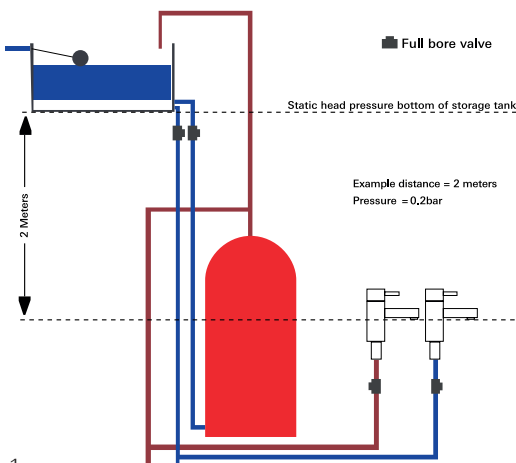 Full bore valve
Static head pressure bottom of storage tank
Example distance = 2 meters
Pressure = 0.2bar
2 Meters
1